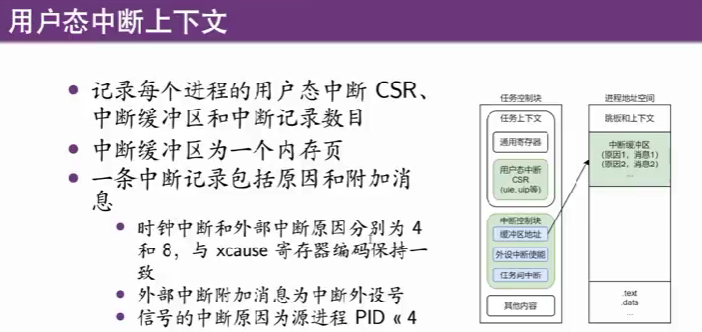 用户态中断上下文
记录每个进程的用户态中断 CSR、
中断缓冲区和中断记录数目
中断缓冲区为一个内存页
一条中断记录包括原因和附加消
息
时钟中断和外部中断原因分别为 4
和 8，与 xcause 寄存器编码保持一
致
外部中断附加消息为中断外设号
信号的中断原因为源进程 PID « 4
任务控制块
任务上下文
通用寄存器
用户态中断
CSR
(uie, uip等)
中断控制块
缓冲区地址
外设中断使能
任务间中断
其他内容
进程地址空间
跳板和上下文
中断缓冲区
(原因1，消息1)
(原因2，消息2)
...
.text
.data
...